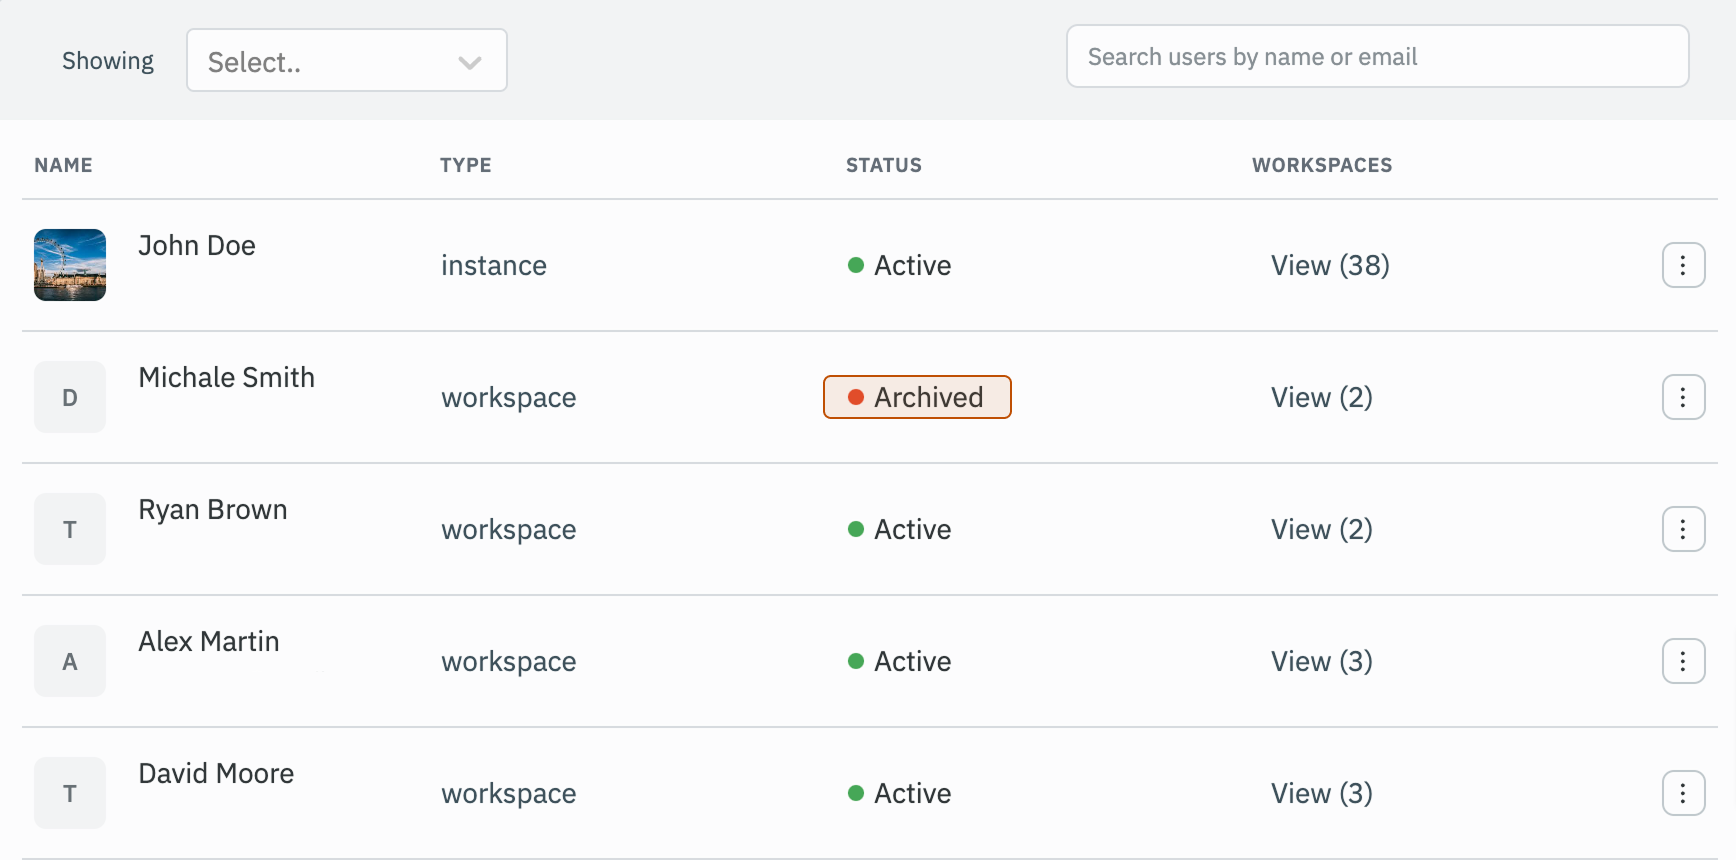 Showing Select.. Search users by name or email
NAME TYPE STATUS WORKSPACES
John Doe instance Active View (38)
D Michale Smith workspace Archived View (2)
T Ryan Brown workspace Active View (2)
A Alex Martin workspace Active View (3)
T David Moore workspace Active View (3)